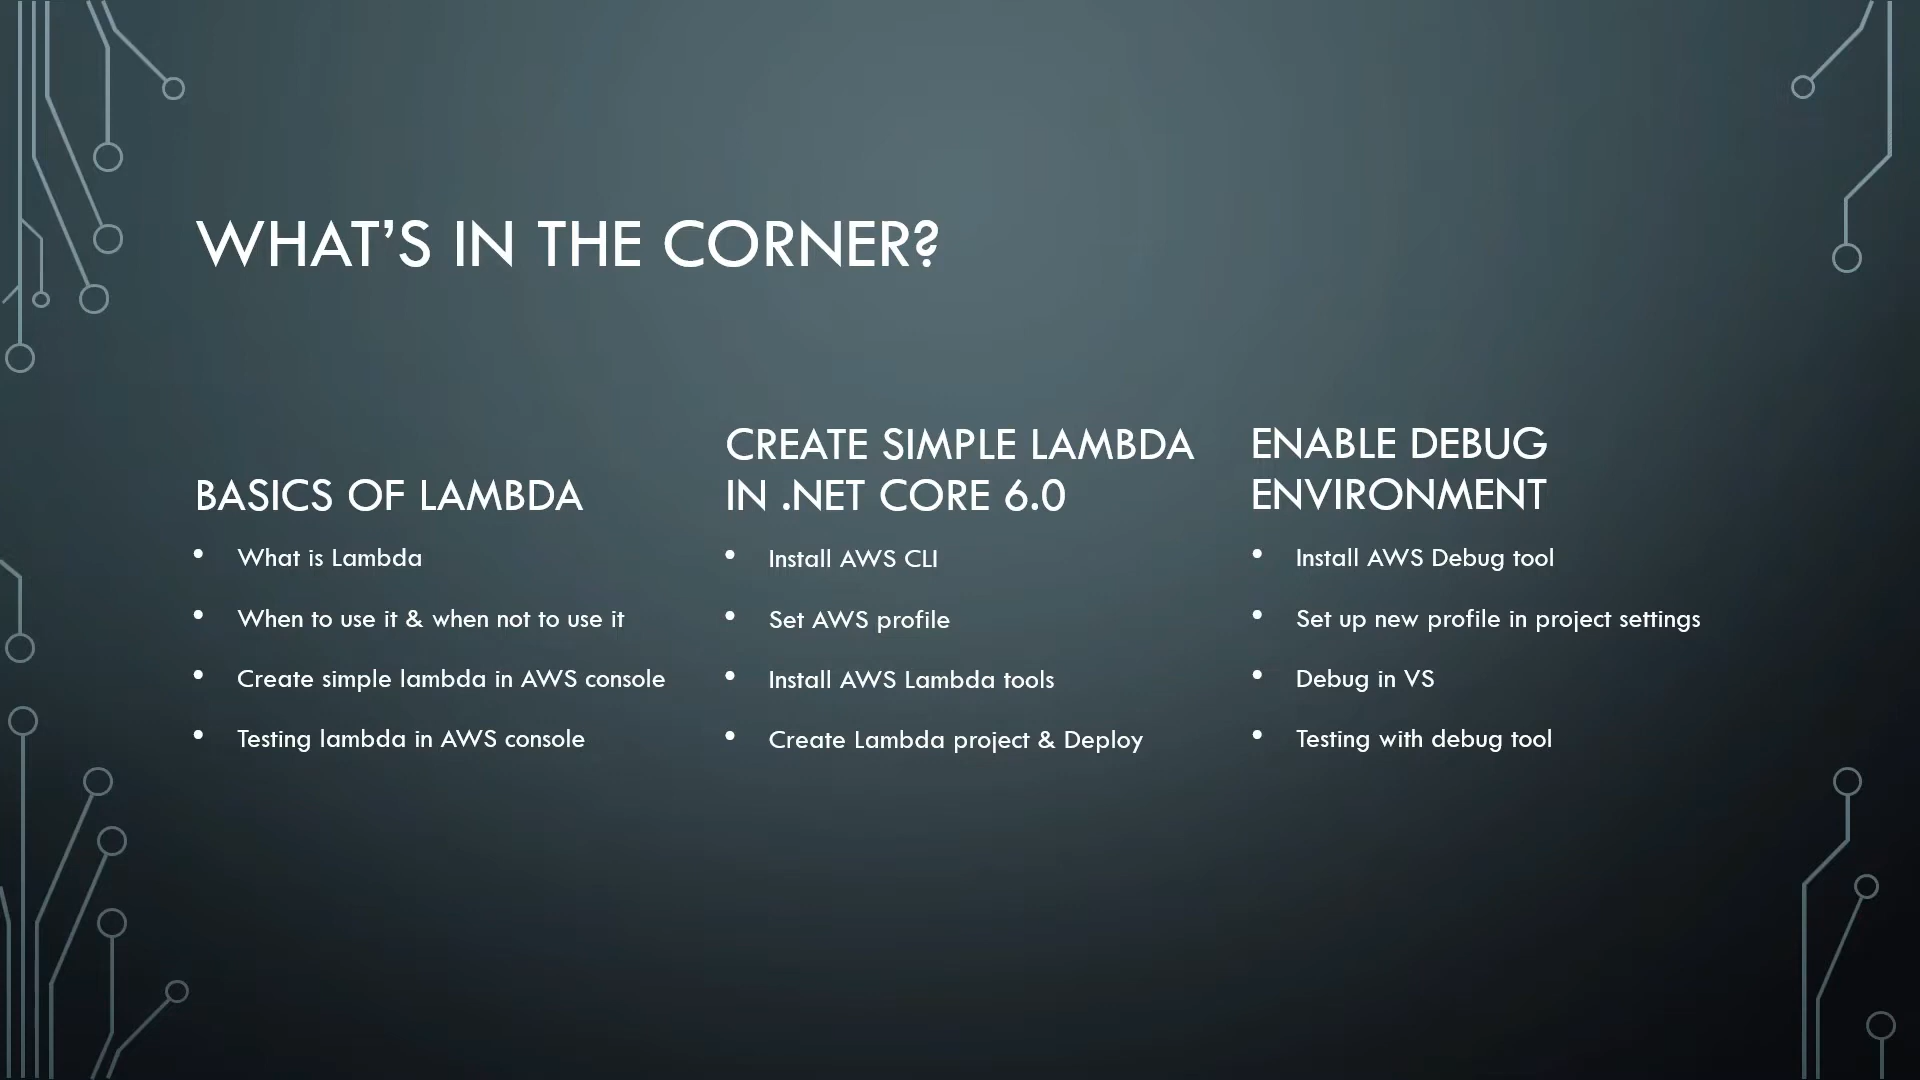 WHAT’S IN THE CORNER?
BASICS OF LAMBDA
• What is Lambda
• When to use it & when not to use it
• Create simple lambda in AWS console
• Testing lambda in AWS console
CREATE SIMPLE LAMBDA
IN .NET CORE 6.0
• Install AWS CLI
• Set AWS profile
• Install AWS Lambda tools
• Create Lambda project & Deploy
ENABLE DEBUG
ENVIRONMENT
• Install AWS Debug tool
• Set up new profile in project settings
• Debug in VS
• Testing with debug tool